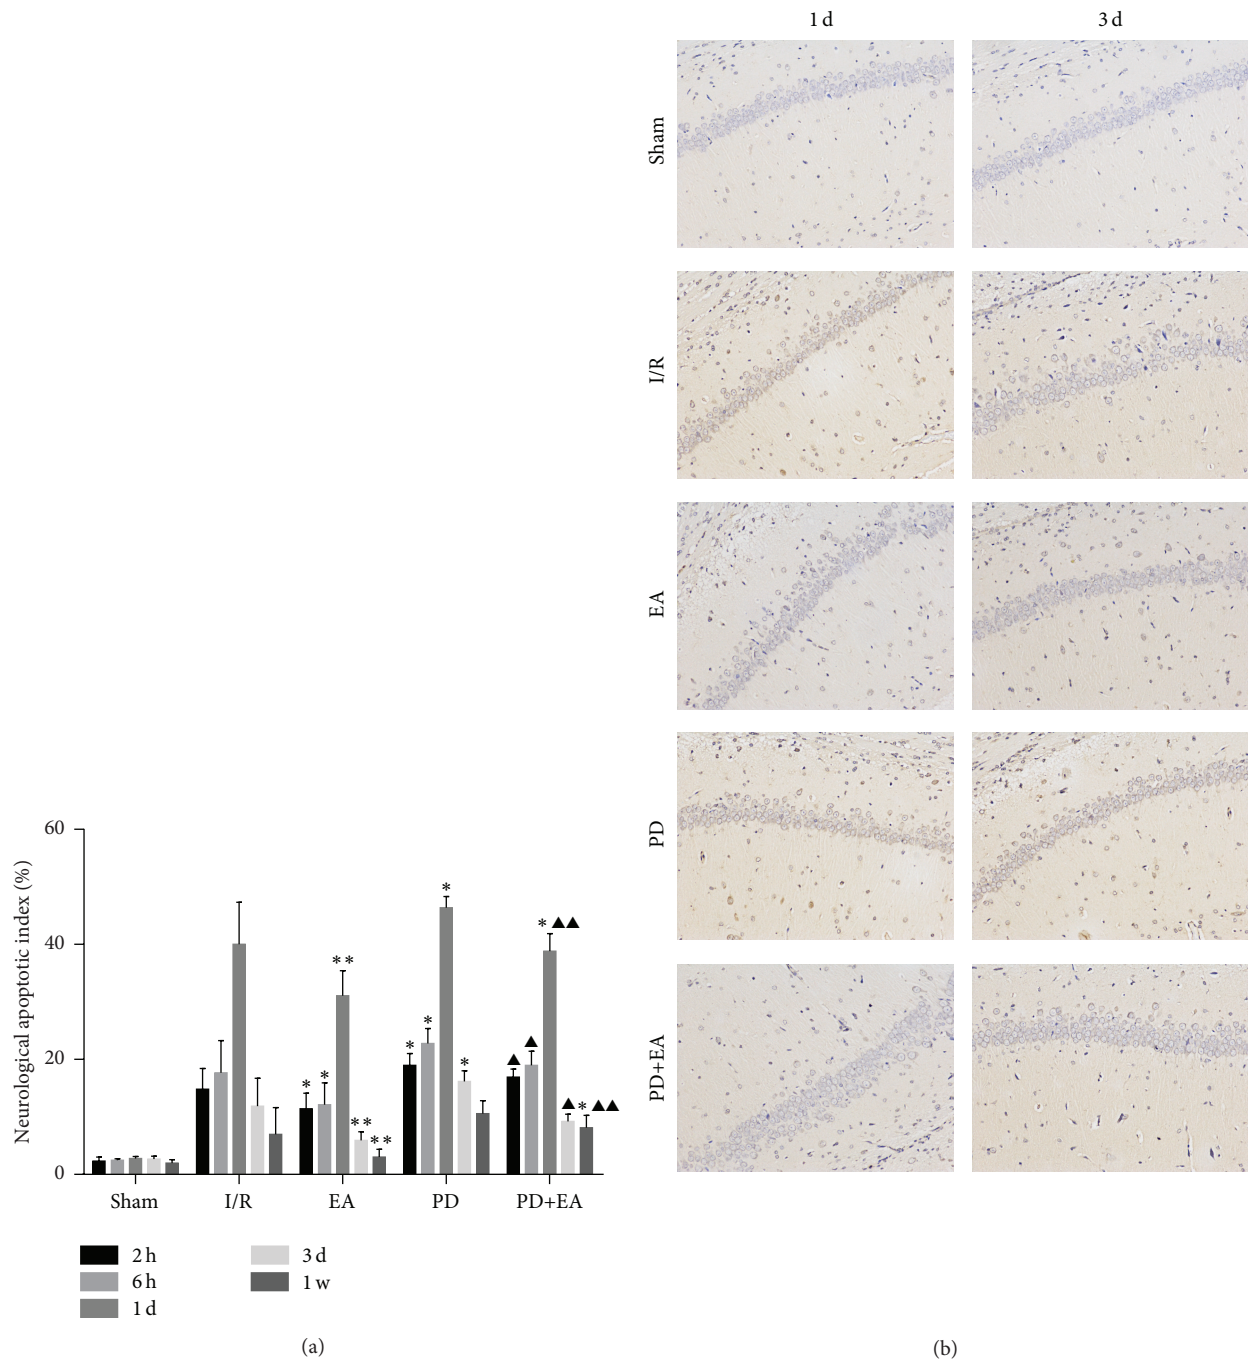 1 d 3 d
Sham
I/R
EA
PD
PD+EA
Neurological apoptotic index (%)
60
40
20
0
* * ** ** **
* * * *
▲ ▲ *▲▲ ▲ *▲▲
Sham I/R EA PD PD+EA
2 h 3 d
6 h 1 w
1 d
(a) (b)